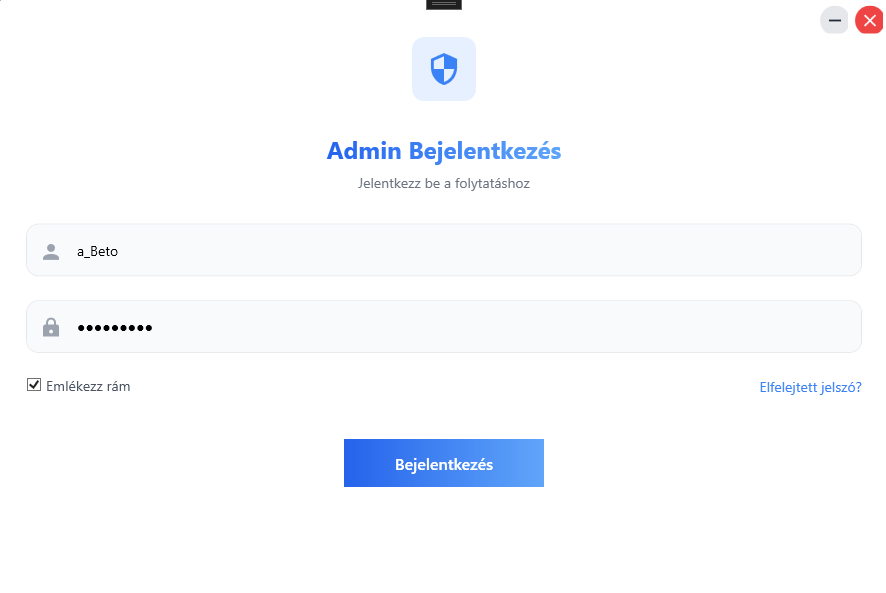 Admin Bejelentkezés
Jelentkezz be a folytatáshoz
a_Beto
•••••••••
Emlékezz rám
Elfelejtett jelszó?
Bejelentkezés